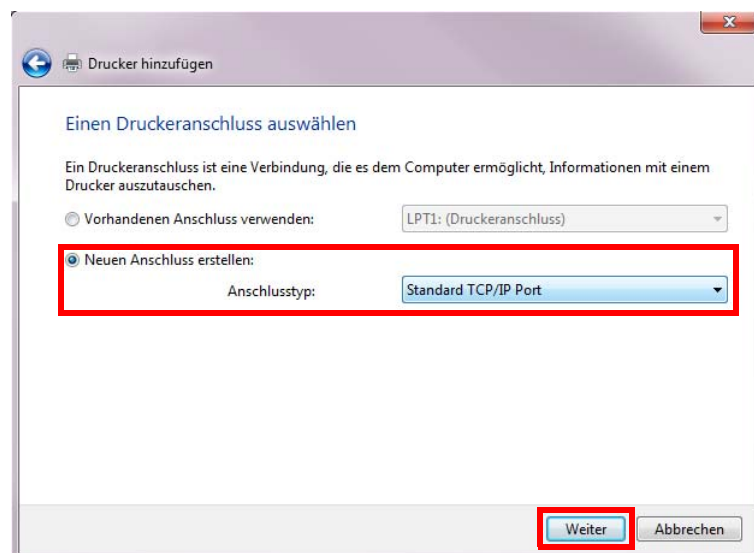 Drucker hinzufügen
Einen Druckeranschluss auswählen
Ein Druckeranschluss ist eine Verbindung, die es dem Computer ermöglicht, Informationen mit einem
Drucker auszutauschen.
Vorhandenen Anschluss verwenden: LPT1: (Druckeranschluss)
Neuen Anschluss erstellen:
Anschlusstyp: Standard TCP/IP Port
Weiter Abbrechen